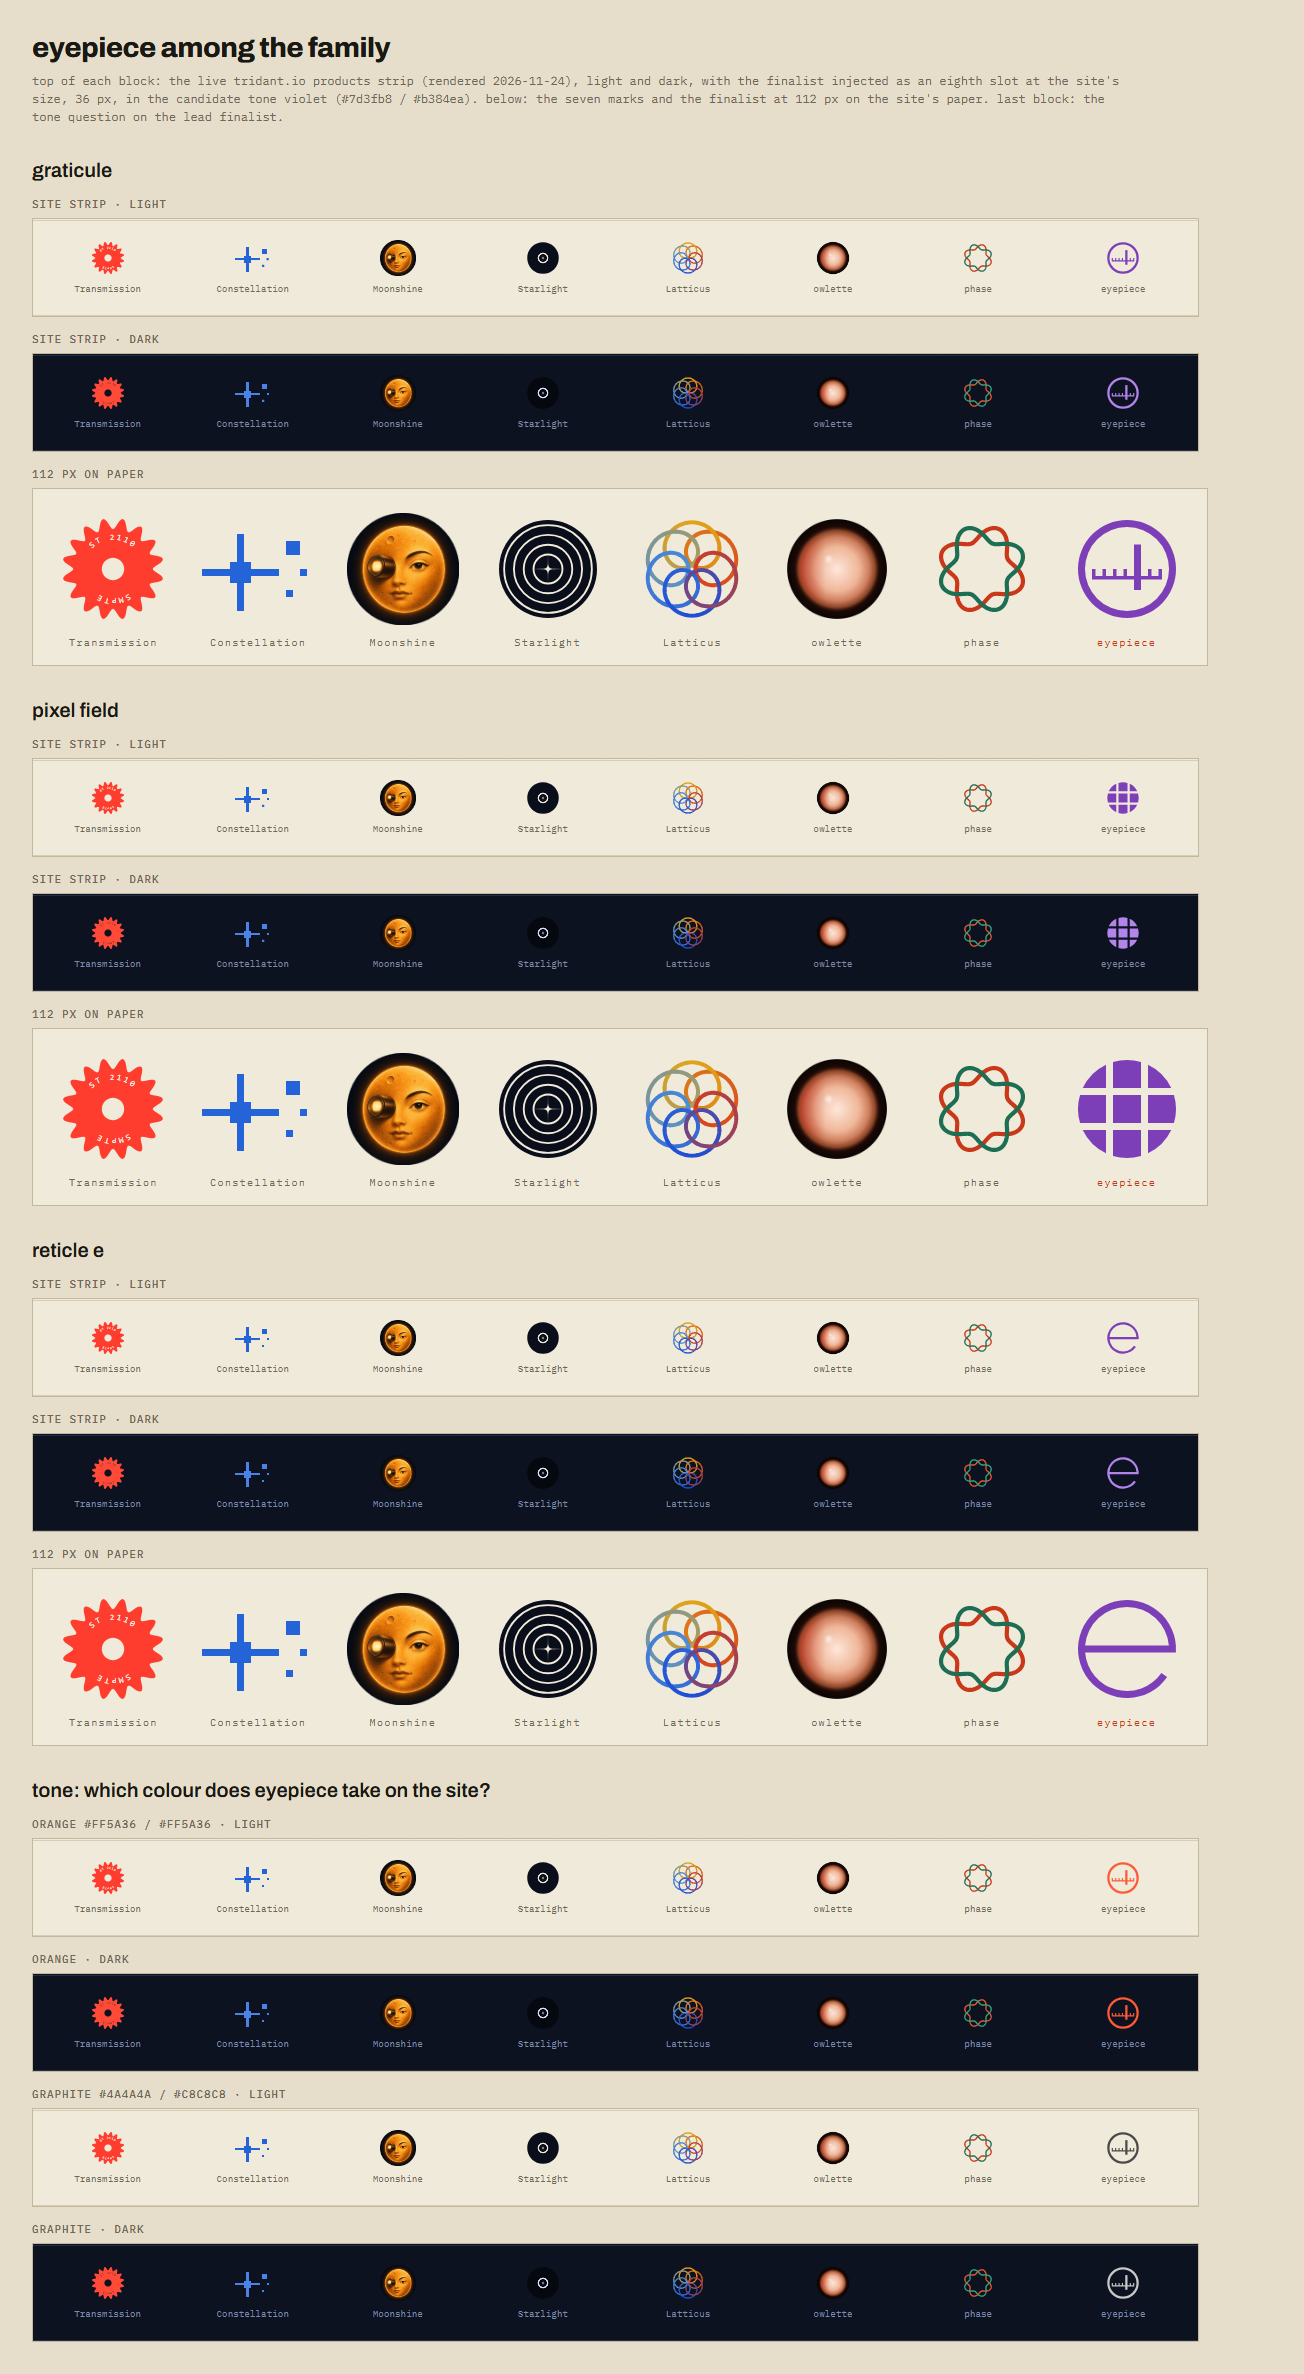 eyepiece among the family
top of each block: the live tridant.io products strip (rendered 2026-11-24), light and dark, with the finalist injected as an eighth slot at the site's
size, 36 px, in the candidate tone violet (#7d3fb8 / #b384ea). below: the seven marks and the finalist at 112 px on the site's paper. last block: the
tone question on the lead finalist.
graticule
SITE STRIP · LIGHT
Transmission Constellation Moonshine Starlight Latticus owlette phase eyepiece
SITE STRIP · DARK
Transmission Constellation Moonshine Starlight Latticus owlette phase eyepiece
112 PX ON PAPER
ST 2110
SMPTE
Transmission Constellation Moonshine Starlight Latticus owlette phase eyepiece
pixel field
SITE STRIP · LIGHT
Transmission Constellation Moonshine Starlight Latticus owlette phase eyepiece
SITE STRIP · DARK
Transmission Constellation Moonshine Starlight Latticus owlette phase eyepiece
112 PX ON PAPER
ST 2110
SMPTE
Transmission Constellation Moonshine Starlight Latticus owlette phase eyepiece
reticle e
SITE STRIP · LIGHT
Transmission Constellation Moonshine Starlight Latticus owlette phase eyepiece
SITE STRIP · DARK
Transmission Constellation Moonshine Starlight Latticus owlette phase eyepiece
112 PX ON PAPER
ST 2110
SMPTE
Transmission Constellation Moonshine Starlight Latticus owlette phase eyepiece
tone: which colour does eyepiece take on the site?
ORANGE #FF5A36 / #FF5A36 · LIGHT
Transmission Constellation Moonshine Starlight Latticus owlette phase eyepiece
ORANGE · DARK
Transmission Constellation Moonshine Starlight Latticus owlette phase eyepiece
GRAPHITE #4A4A4A / #C8C8C8 · LIGHT
Transmission Constellation Moonshine Starlight Latticus owlette phase eyepiece
GRAPHITE · DARK
Transmission Constellation Moonshine Starlight Latticus owlette phase eyepiece